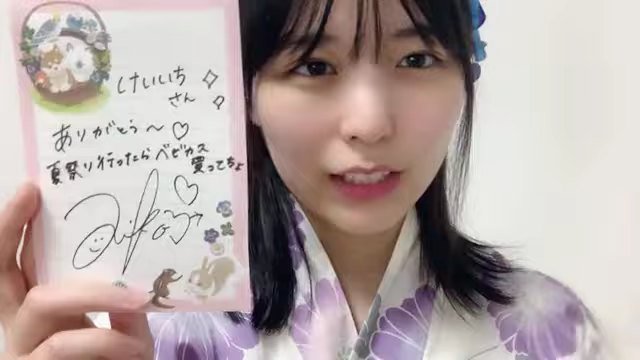 けいいち
さん
ありがとう〜♡
夏祭り行ったらベビカス
買ってちょ